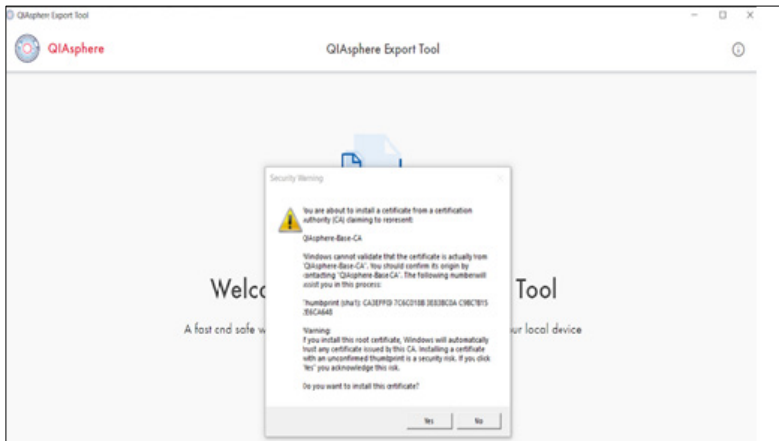 QIAsphere Export Tool
QIAsphere
QIAsphere Export Tool
Security Warning
You are about to install a certificate from a certification
authority (CA) claiming to represent:
QIAsphere-Base-CA
Windows cannot validate that the certificate is actually from
"QIAsphere-Base-CA". You should confirm its origin by
contacting "QIAsphere-Base-CA". The following number will
assist you in this process:
Thumbprint (sha1):
Warning:
If you install this root certificate, Windows will automatically
trust any certificate issued by this CA. Installing a certificate
with an unconfirmed thumbprint is a security risk. If you click
"Yes" you acknowledge this risk.
Do you want to install this certificate?
Yes No
Welc Tool
A fast and safe w ur local device